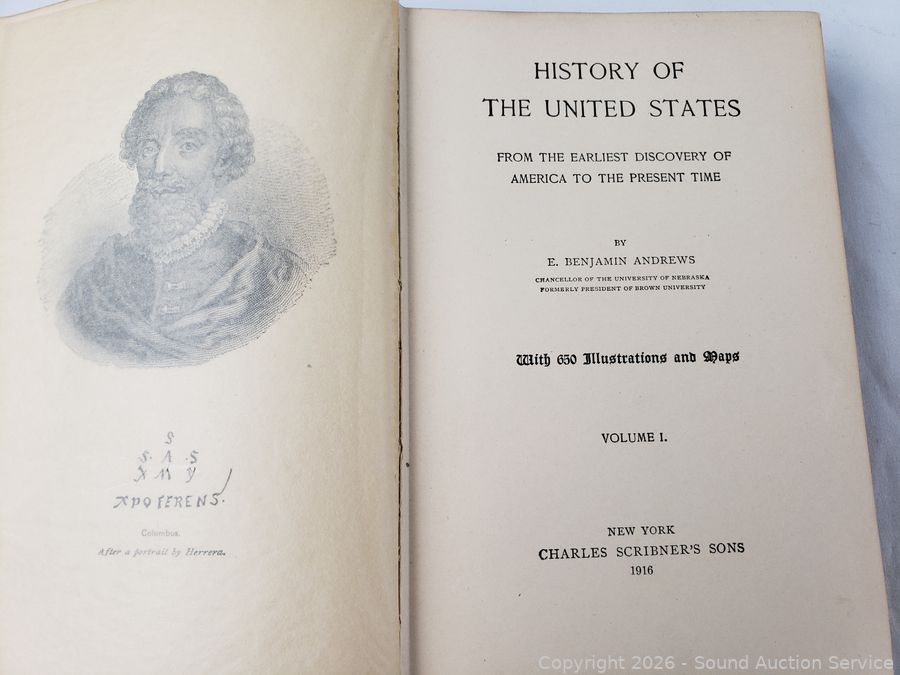 S
S. A. S
X M Y
XPO FERENS.
Columbus.
After a portrait by Herrera.
HISTORY OF
THE UNITED STATES
FROM THE EARLIEST DISCOVERY OF
AMERICA TO THE PRESENT TIME
BY
E. BENJAMIN ANDREWS
CHANCELLOR OF THE UNIVERSITY OF NEBRASKA
FORMERLY PRESIDENT OF BROWN UNIVERSITY
With 650 Illustrations and Maps
VOLUME I.
NEW YORK
CHARLES SCRIBNER'S SONS
1916
Copyright 2026 - Sound Auction Service